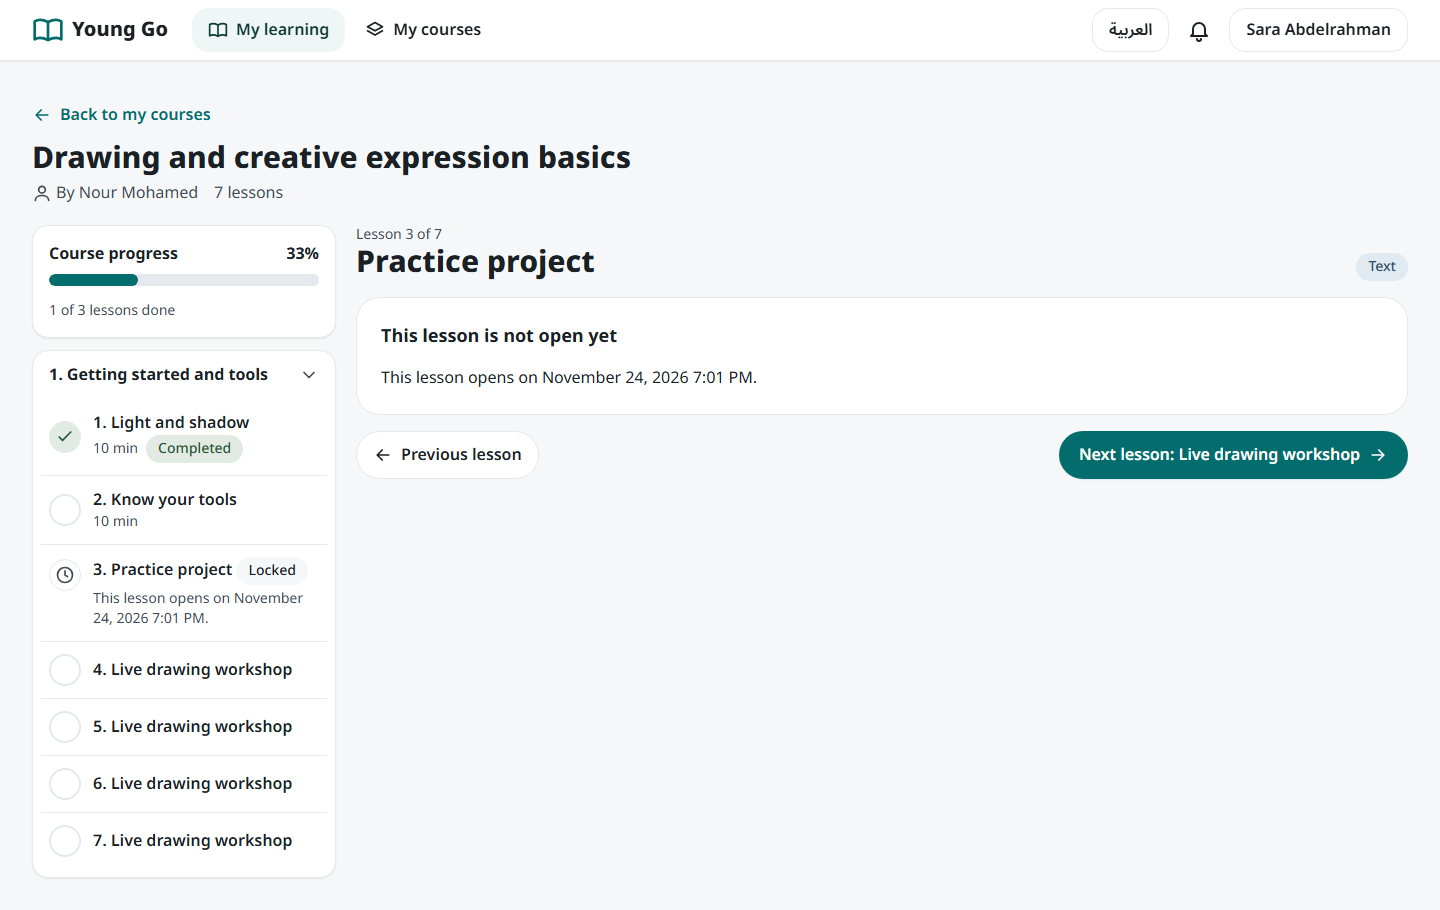 Young Go
My learning
My courses
العربية
Sara Abdelrahman
Back to my courses
Drawing and creative expression basics
By Nour Mohamed 7 lessons
Course progress 33%
1 of 3 lessons done
1. Getting started and tools
1. Light and shadow
10 min Completed
2. Know your tools
10 min
3. Practice project Locked
This lesson opens on November
24, 2026 7:01 PM.
4. Live drawing workshop
5. Live drawing workshop
6. Live drawing workshop
7. Live drawing workshop
Lesson 3 of 7
Practice project
Text
This lesson is not open yet
This lesson opens on November 24, 2026 7:01 PM.
Previous lesson
Next lesson: Live drawing workshop